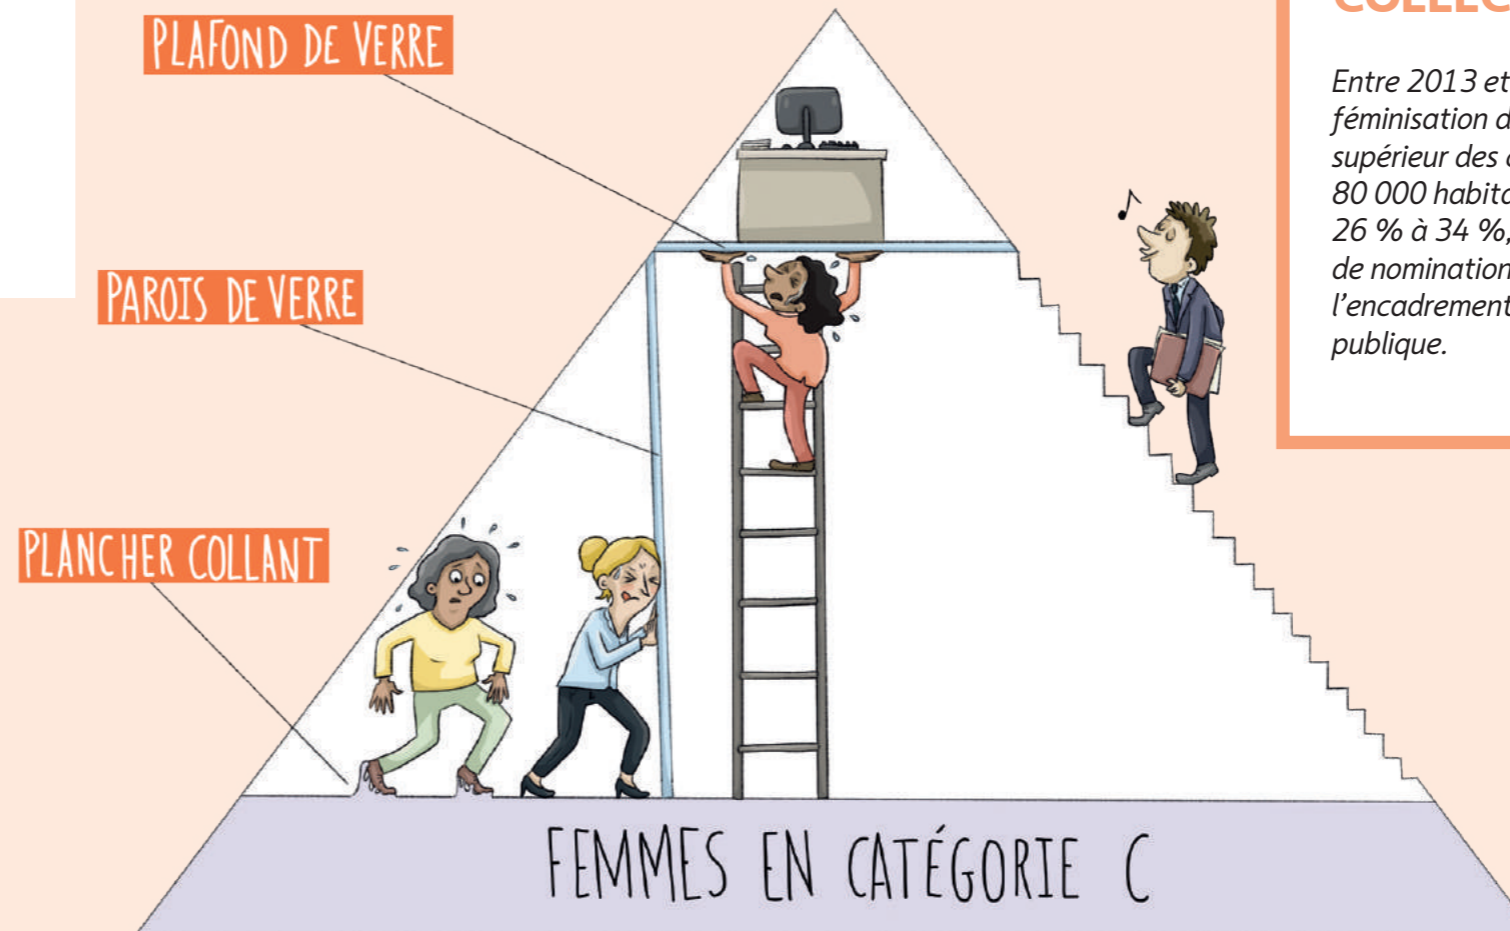 PLAFOND DE VERRE
PAROIS DE VERRE
PLANCHER COLLANT
FEMMES EN CATÉGORIE C
Entre 2013 et
féminisation
supérieur des
80 000
26 % à 34 %,
de nomination
l'encadrement
publique.